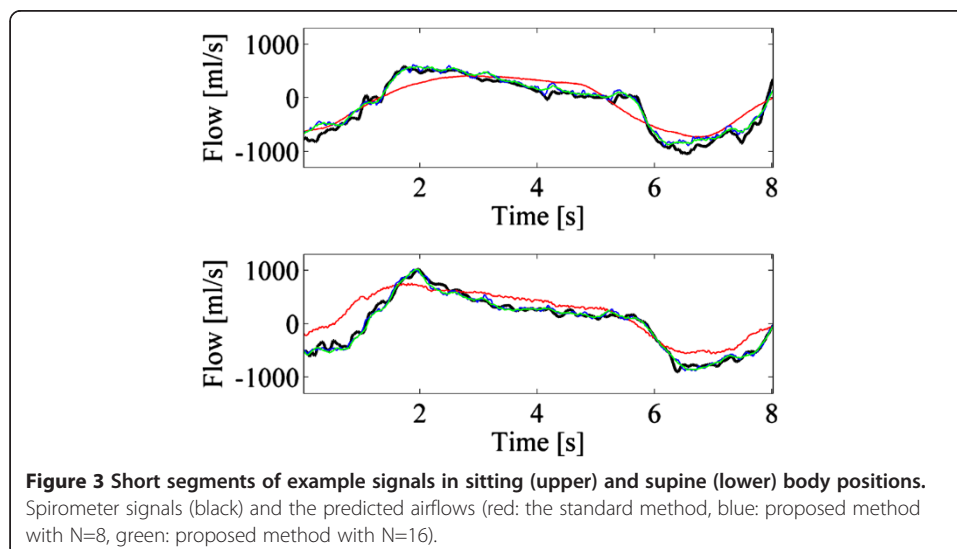 1000
0
-1000
Flow [ml/s]
2 4 6 8
Time [s]
1000
0
-1000
Flow [ml/s]
2 4 6 8
Time [s]
Figure 3 Short segments of example signals in sitting (upper) and supine (lower) body positions.
Spirometer signals (black) and the predicted airflows (red: the standard method, blue: proposed method
with N=8, green: proposed method with N=16).